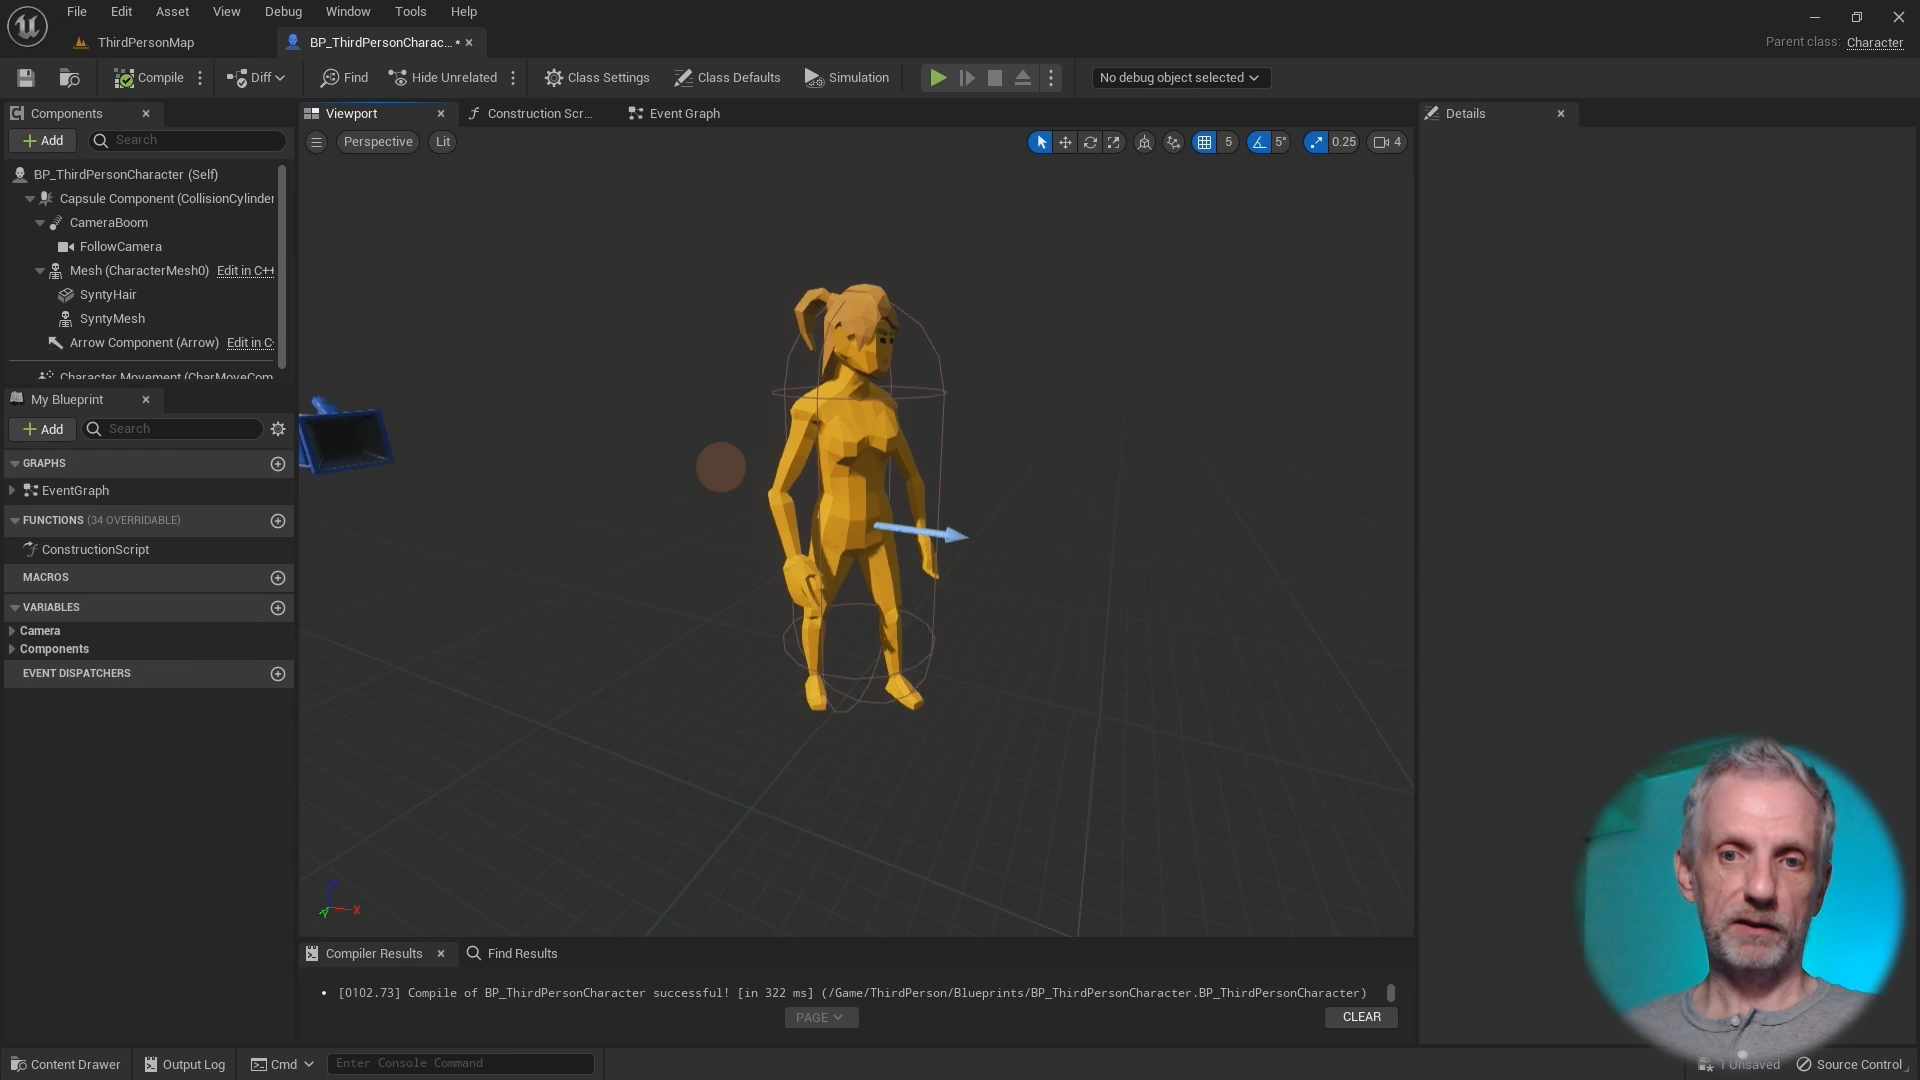 File Edit Asset View Debug Window Tools Help
ThirdPersonMap
BP_ThirdPersonCharac... •
Parent class: Character
Compile
Diff
Find
Hide Unrelated
Class Settings
Class Defaults
Simulation
No debug object selected
Components
Add
Search
BP_ThirdPersonCharacter (Self)
Capsule Component (CollisionCylinder
CameraBoom
FollowCamera
Mesh (CharacterMesh0) Edit in C++
SyntyHair
SyntyMesh
Arrow Component (Arrow) Edit in C
Character Movement (CharMoveCom
My Blueprint
Add
Search
GRAPHS
EventGraph
FUNCTIONS (34 OVERRIDABLE)
ConstructionScript
MACROS
VARIABLES
Camera
Components
EVENT DISPATCHERS
Viewport
Construction Scr...
Event Graph
Perspective
Lit
5
5°
0.25
4
X
Y
Details
Compiler Results
Find Results
• [0102.73] Compile of BP_ThirdPersonCharacter successful! [in 322 ms] (/Game/ThirdPerson/Blueprints/BP_ThirdPersonCharacter.BP_ThirdPersonCharacter)
PAGE
CLEAR
Content Drawer
Output Log
Cmd
Enter Console Command
1 Unsaved
Source Control